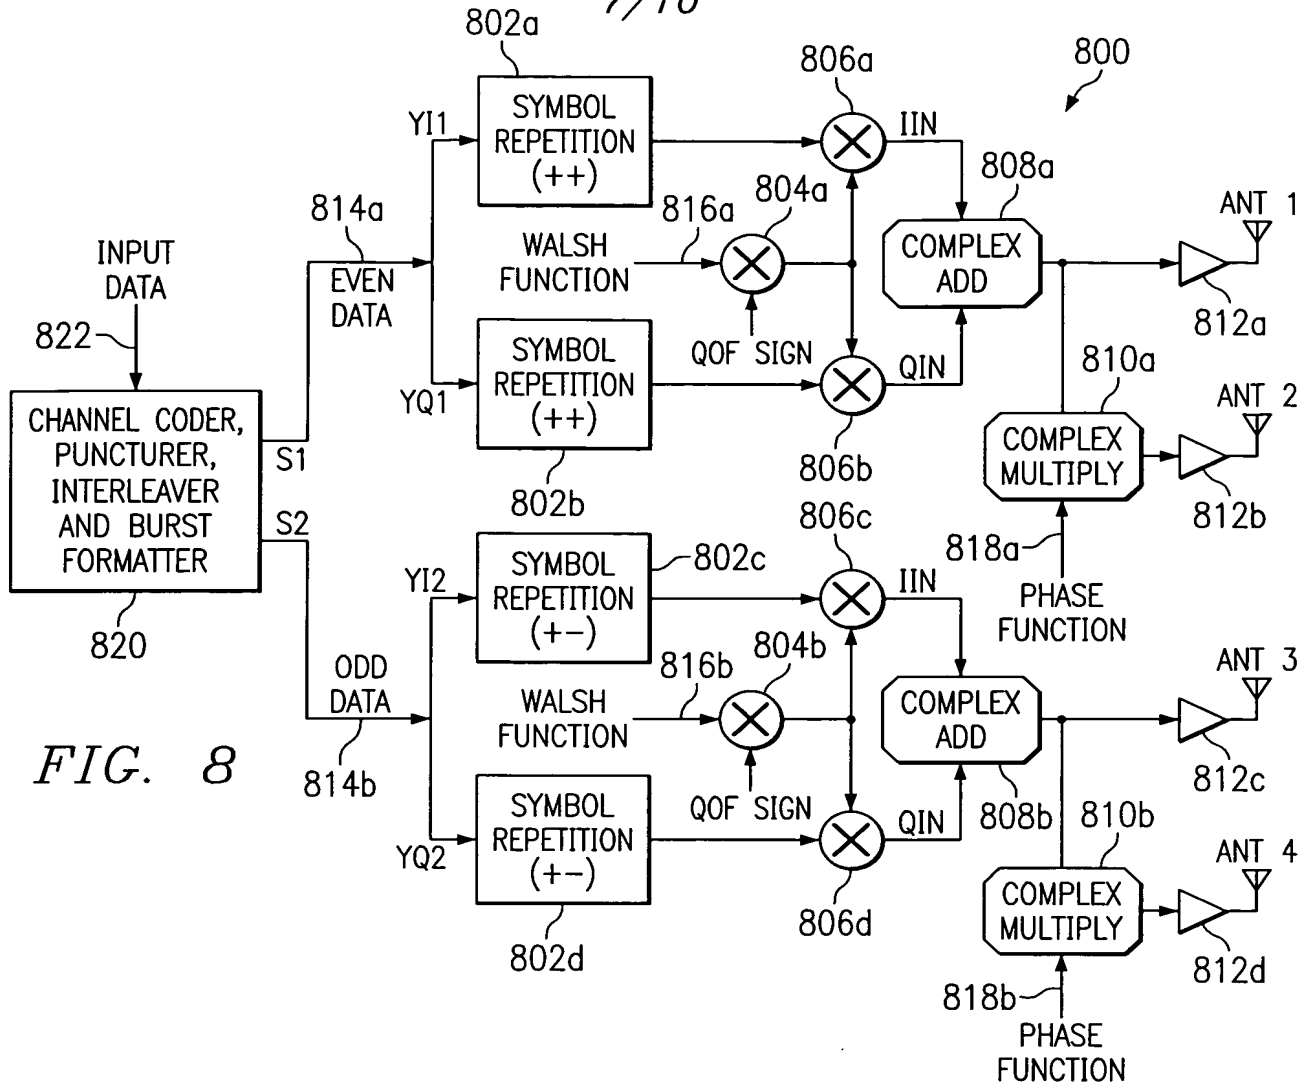 802a
806a
800
SYMBOL
REPETITION
(++)
YI1
IIN
808a
ANT 1
814a
816a
804a
INPUT
DATA
EVEN
DATA
WALSH
FUNCTION
COMPLEX
ADD
822
812a
QOF SIGN
810a
SYMBOL
REPETITION
(++)
YQ1
QIN
ANT 2
CHANNEL CODER,
PUNCTURER,
INTERLEAVER
AND BURST
FORMATTER
S1
S2
COMPLEX
MULTIPLY
806b
802b
806c
812b
818a
SYMBOL
REPETITION
(+-)
802c
YI2
IIN
PHASE
FUNCTION
820
ODD
DATA
816b
804b
ANT 3
WALSH
FUNCTION
COMPLEX
ADD
FIG. 8
814b
QOF SIGN
812c
808b
810b
SYMBOL
REPETITION
(+-)
YQ2
QIN
ANT 4
COMPLEX
MULTIPLY
806d
802d
812d
818b
PHASE
FUNCTION